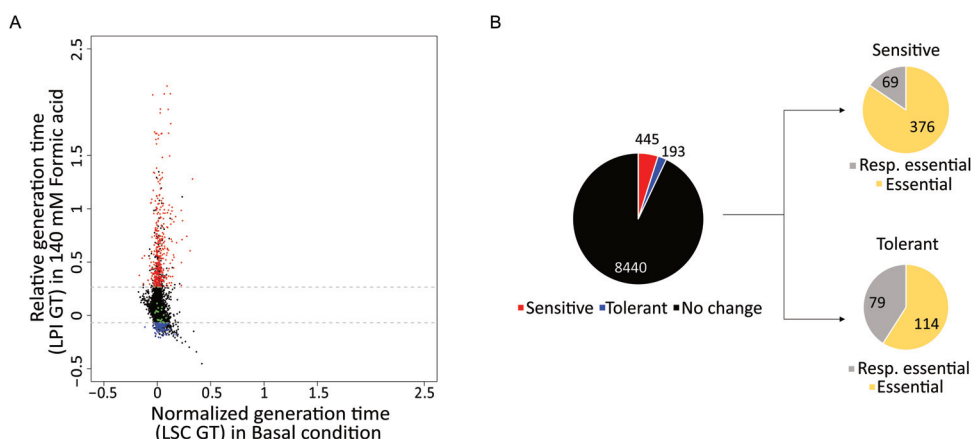 A
Relative generation time
(LPI GT) in 140 mM Formic acid
2.5
1.5
1
0.5
0
−0.5
−0.5
0
0.5
1
1.5
2
2.5
Normalized generation time
(LSC GT) in Basal condition
B
445
193
8440
Sensitive Tolerant No change
Sensitive
69
376
Resp. essential
Essential
Tolerant
79
114
Resp. essential
Essential